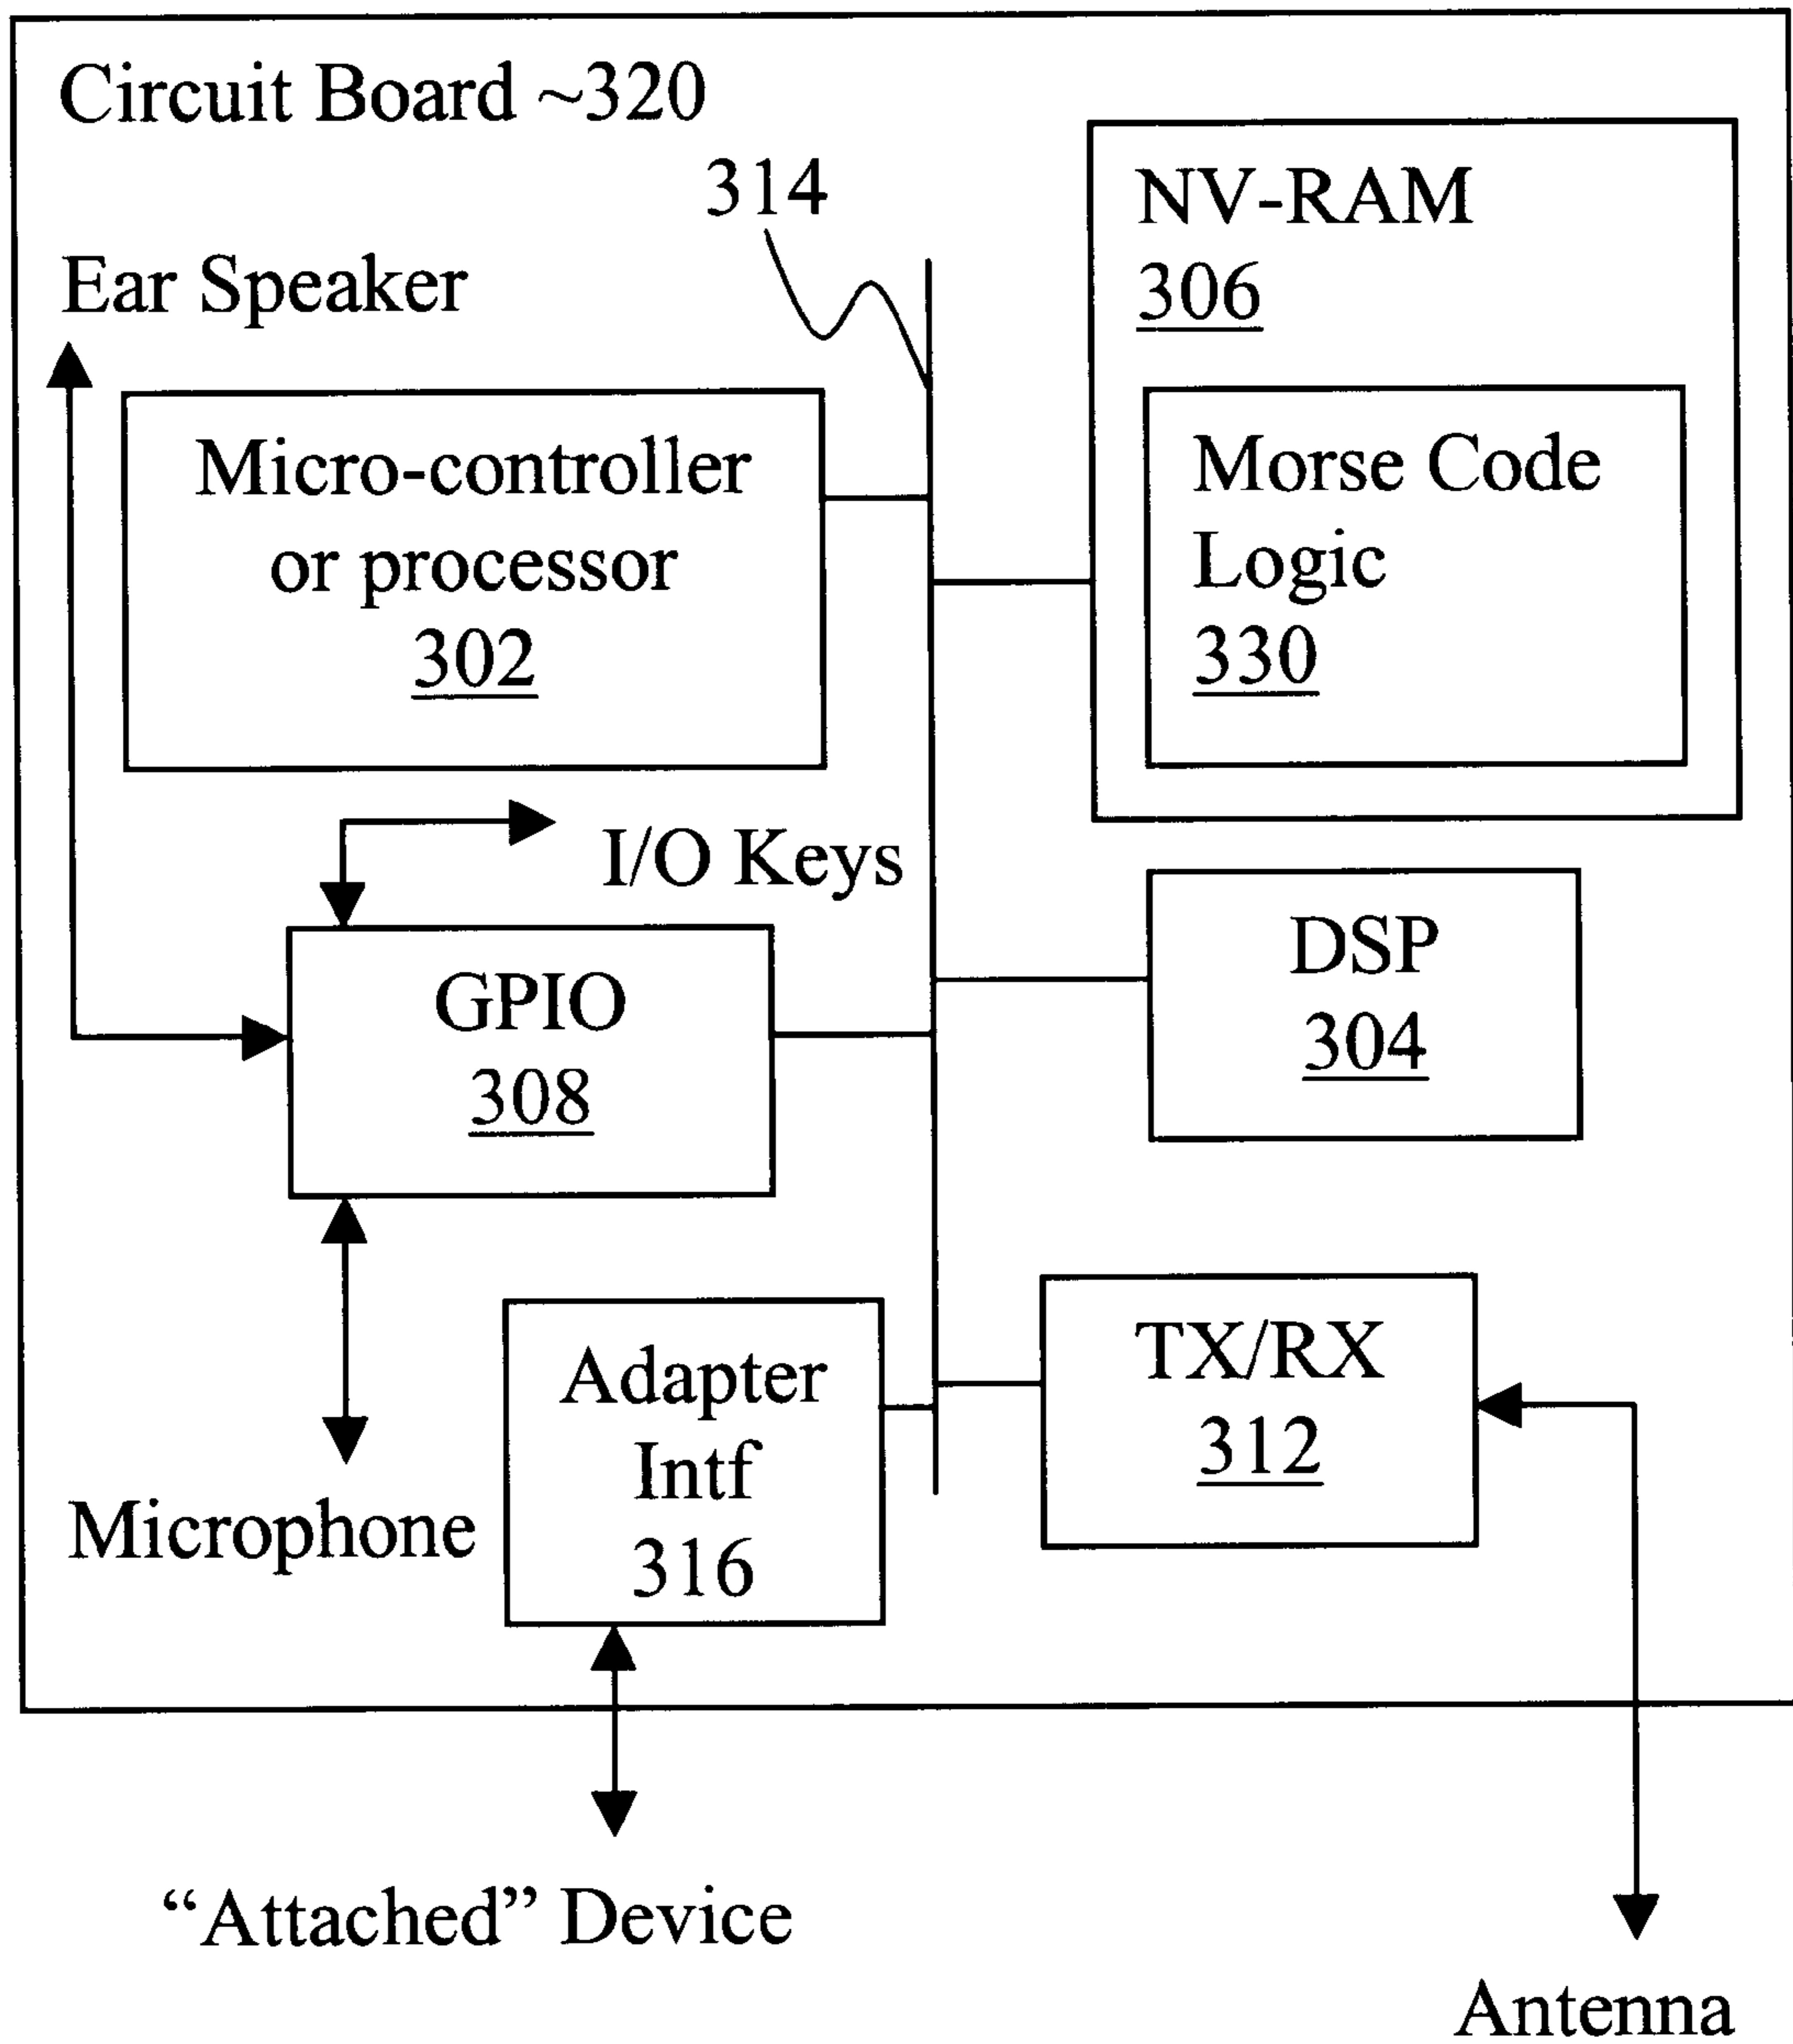 Circuit Board ~320
314
NV-RAM
306
Ear Speaker
Micro-controller
or processor
302
Morse Code
Logic
330
I/O Keys
GPIO
308
DSP
304
Adapter
Intf
316
TX/RX
312
Microphone
“Attached” Device
Antenna